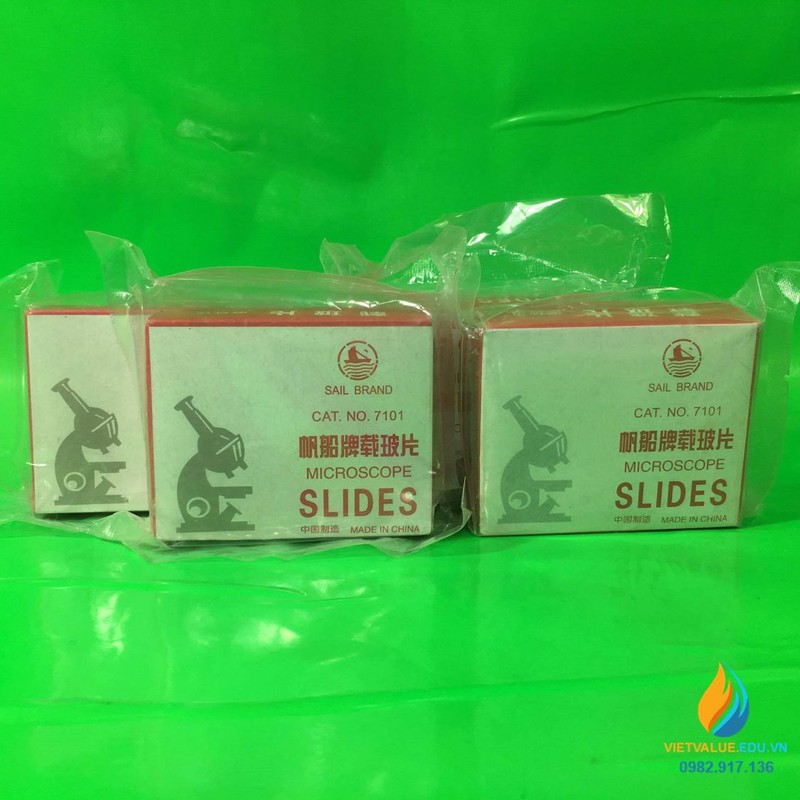 SAIL BRAND
CAT. NO. 7101
帆船牌载玻片
MICROSCOPE
SLIDES
中国制造 MADE IN CHINA
SAIL BRAND
CAT. NO. 7101
帆船牌载玻片
MICROSCOPE
SLIDES
中国制造 MADE IN CHINA
VIETVALUE.EDU.VN
0982.917.136